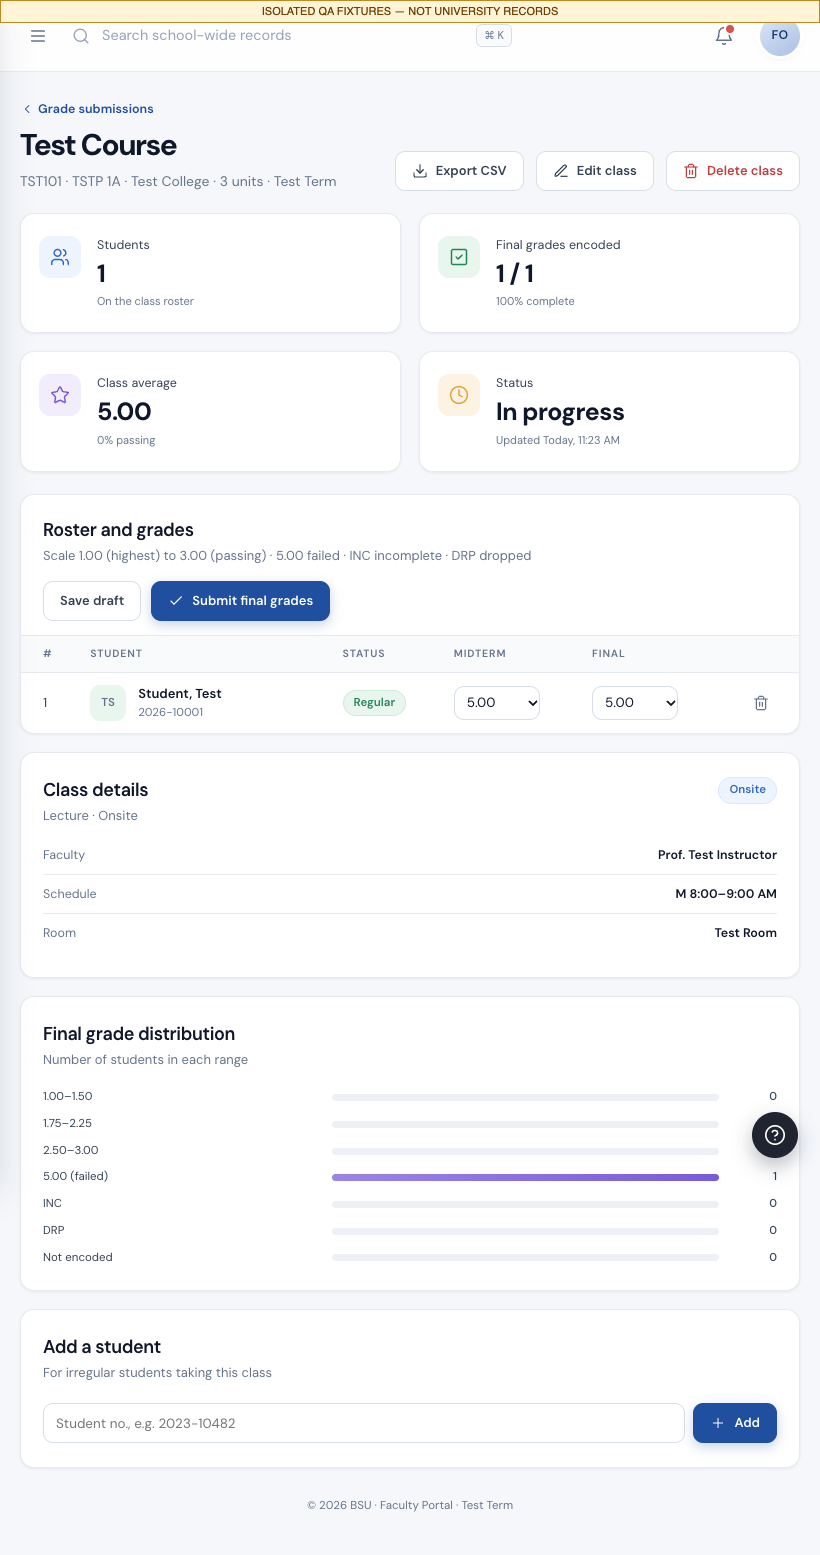 ISOLATED QA FIXTURES — NOT UNIVERSITY RECORDS
Search school-wide records
⌘ K
FO
Grade submissions
Test Course
TST101 · TSTP 1A · Test College · 3 units · Test Term
Export CSV
Edit class
Delete class
Students
1
On the class roster
Final grades encoded
1 / 1
100% complete
Class average
5.00
0% passing
Status
In progress
Updated Today, 11:23 AM
Roster and grades
Scale 1.00 (highest) to 3.00 (passing) · 5.00 failed · INC incomplete · DRP dropped
Save draft
Submit final grades
# STUDENT STATUS MIDTERM FINAL
1 TS Student, Test Regular 5.00 5.00
2026-10001
Class details
Onsite
Lecture · Onsite
Faculty Prof. Test Instructor
Schedule M 8:00–9:00 AM
Room Test Room
Final grade distribution
Number of students in each range
1.00–1.50 0
1.75–2.25
2.50–3.00
5.00 (failed) 1
INC 0
DRP 0
Not encoded 0
Add a student
For irregular students taking this class
Student no., e.g. 2023-10482
Add
© 2026 BSU · Faculty Portal · Test Term